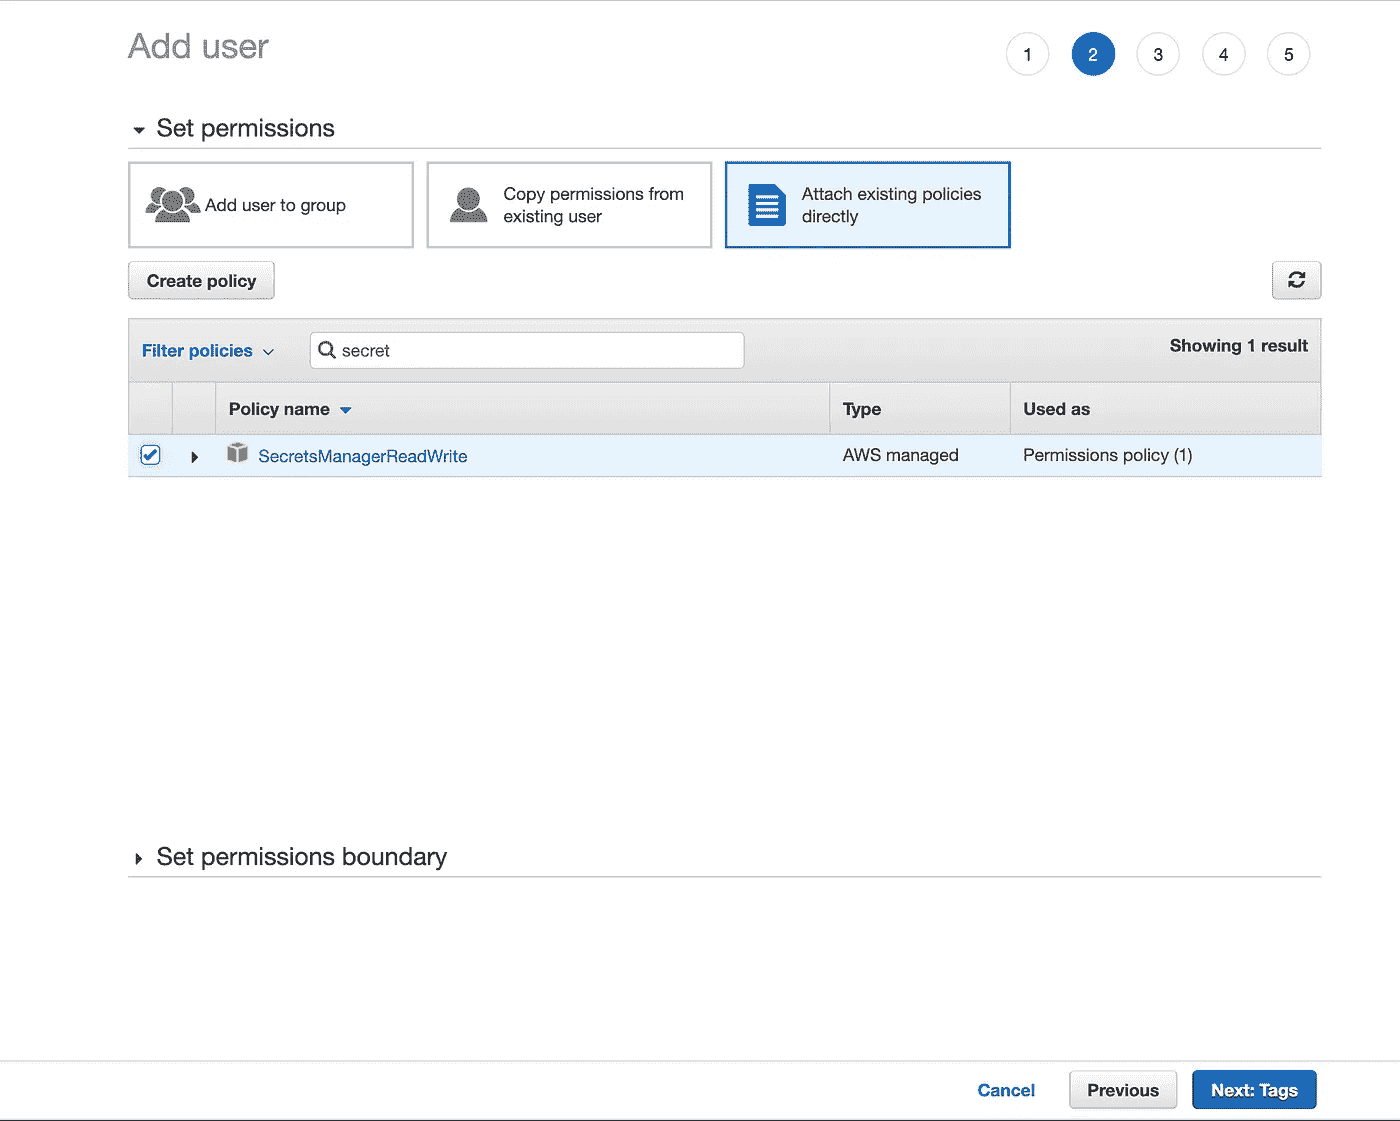 Add user
1 2 3 4 5
Set permissions
Add user to group
Copy permissions from
existing user
Attach existing policies
directly
Create policy
Filter policies
secret
Showing 1 result
Policy name Type Used as
SecretsManagerReadWrite AWS managed Permissions policy (1)
Set permissions boundary
Cancel Previous Next: Tags